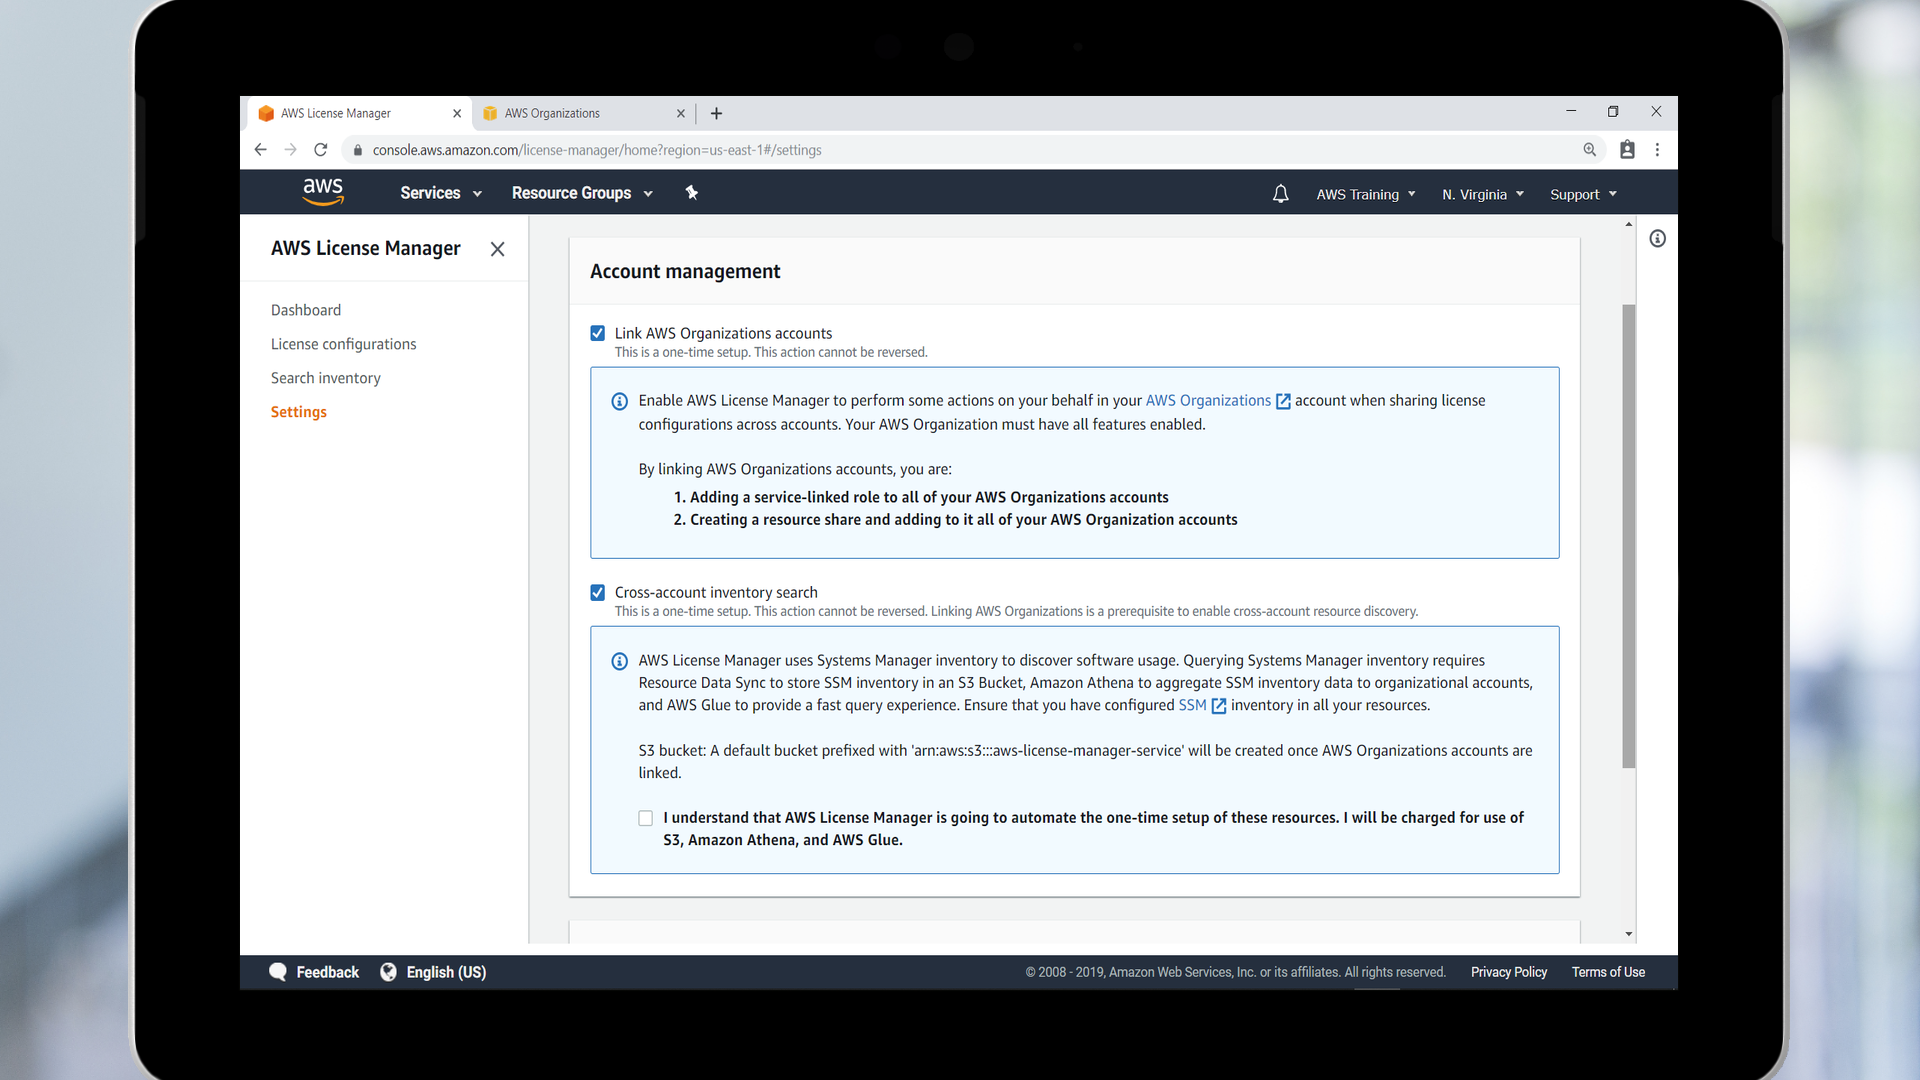 AWS License Manager
AWS Organizations
console.aws.amazon.com/license-manager/home?region=us-east-1#/settings
aws
Services
Resource Groups
AWS Training
N. Virginia
Support
AWS License Manager
Dashboard
License configurations
Search inventory
Settings
Account management
Link AWS Organizations accounts
This is a one-time setup. This action cannot be reversed.
Enable AWS License Manager to perform some actions on your behalf in your AWS Organizations account when sharing license
configurations across accounts. Your AWS Organization must have all features enabled.
By linking AWS Organizations accounts, you are:
1. Adding a service-linked role to all of your AWS Organizations accounts
2. Creating a resource share and adding to it all of your AWS Organization accounts
Cross-account inventory search
This is a one-time setup. This action cannot be reversed. Linking AWS Organizations is a prerequisite to enable cross-account resource discovery.
AWS License Manager uses Systems Manager inventory to discover software usage. Querying Systems Manager inventory requires
Resource Data Sync to store SSM inventory in an S3 Bucket, Amazon Athena to aggregate SSM inventory data to organizational accounts,
and AWS Glue to provide a fast query experience. Ensure that you have configured SSM inventory in all your resources.
S3 bucket: A default bucket prefixed with 'arn:aws:s3:::aws-license-manager-service' will be created once AWS Organizations accounts are
linked.
I understand that AWS License Manager is going to automate the one-time setup of these resources. I will be charged for use of
S3, Amazon Athena, and AWS Glue.
Feedback
English (US)
© 2008 - 2019, Amazon Web Services, Inc. or its affiliates. All rights reserved.
Privacy Policy
Terms of Use